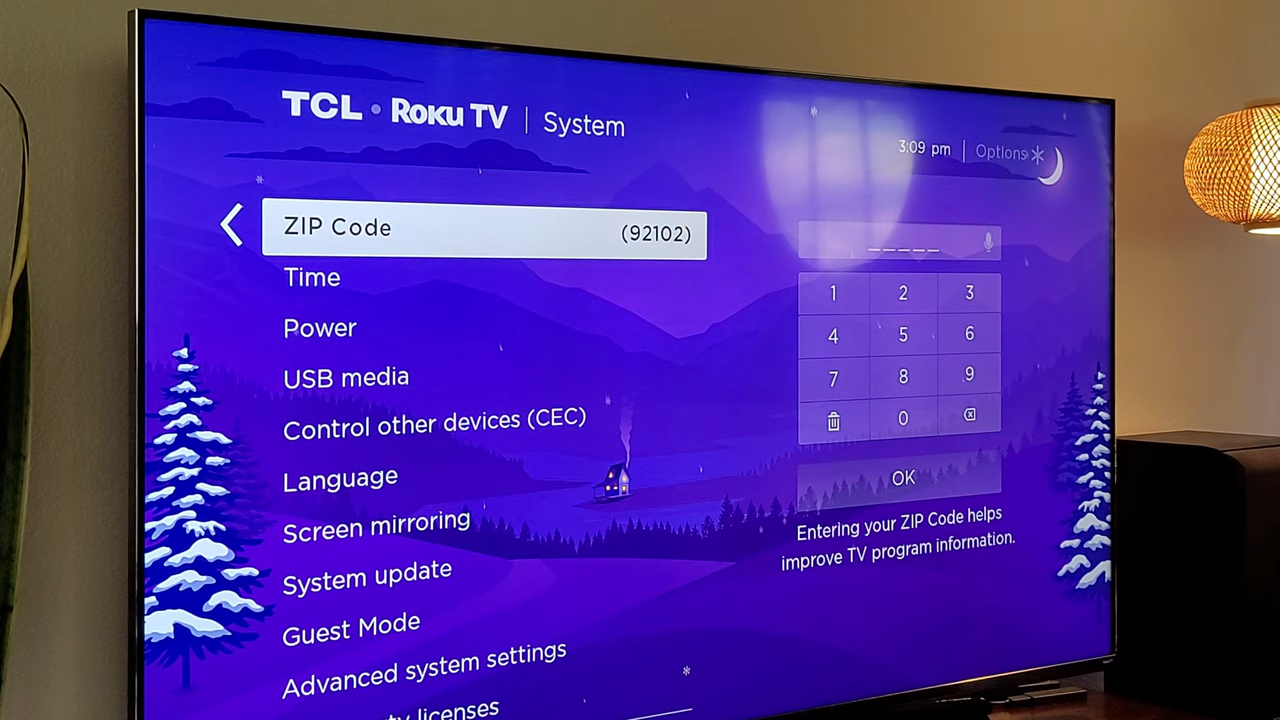 TCL • Roku TV | System
3:09 pm | Options
ZIP Code (92102)
Time
Power
USB media
Control other devices (CEC)
Language
Screen mirroring
System update
Guest Mode
Advanced system settings
licenses
1 2 3
4 5 6
7 8 9
0
OK
Entering your ZIP Code helps
improve TV program information.